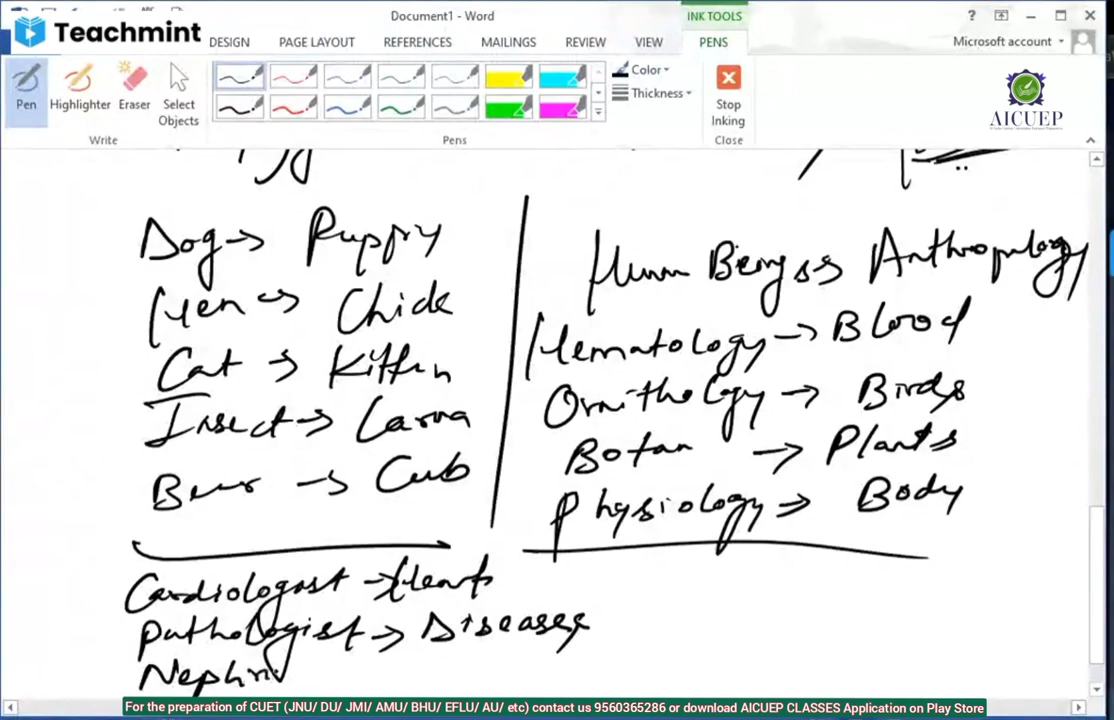 Document1 - Word
INK TOOLS
Teachmint
DESIGN
PAGE LAYOUT
REFERENCES
MAILINGS
REVIEW
VIEW
PENS
Microsoft account
Pen
Highlighter
Eraser
Select Objects
Color
Thickness
Stop Inking
Write
Pens
Close
AICUEP
Dog → Puppy
Hen → Chick
Cat → Kitten
Insect → Larva
Bear → Cub
Human Beings → Anthropology
Hematology → Blood
Ornithology → Birds
Botan → Plants
Physiology → Body
Cardiologist → Heart
Pathologist → Diseases
Nephr
For the preparation of CUET (JNU/ DU/ JMI/ AMU/ BHU/ EFLU/ AU/ etc) contact us 9560365286 or download AICUEP CLASSES Application on Play Store